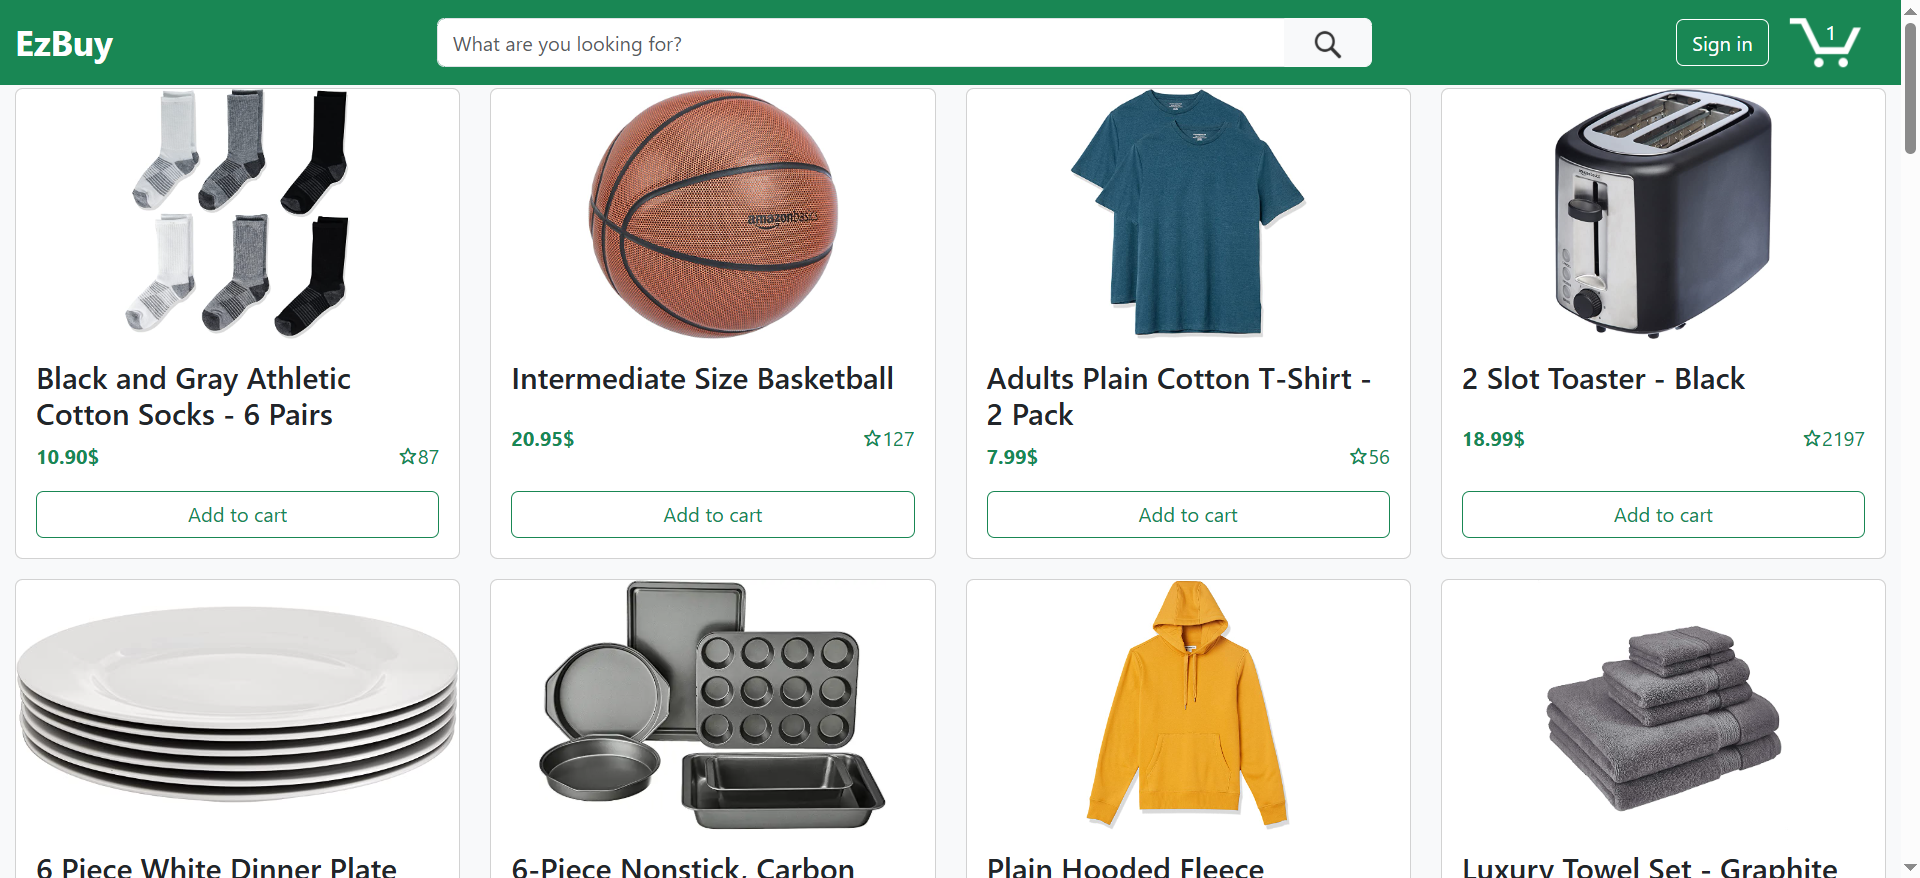 EzBuy
What are you looking for?
Sign in
1
amazonbasics
Black and Gray Athletic
Cotton Socks - 6 Pairs
10.90$
87
Add to cart
Intermediate Size Basketball
20.95$
127
Add to cart
Adults Plain Cotton T-Shirt -
2 Pack
7.99$
56
Add to cart
2 Slot Toaster - Black
18.99$
2197
Add to cart
6 Piece White Dinner Plate
6-Piece Nonstick, Carbon
Plain Hooded Fleece
Luxury Towel Set - Graphite